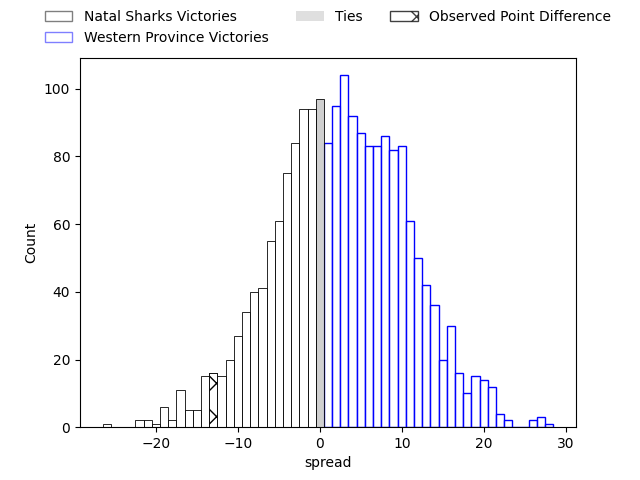 Natal Sharks Victories
Western Province Victories
Ties
Observed Point Difference
Count
100
80
60
40
20
0
−20
−10
0
10
20
30
spread